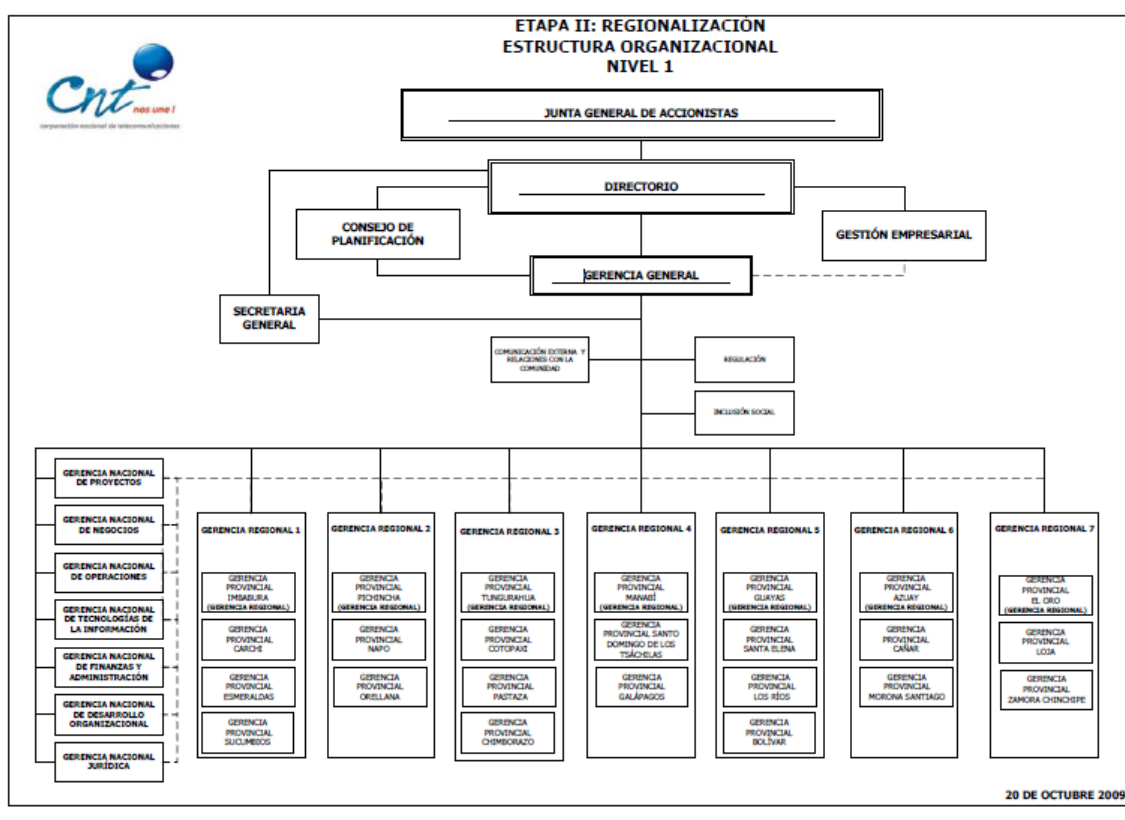 ETAPA II: REGIONALIZACIÓN
ESTRUCTURA ORGANIZACIONAL
NIVEL 1
Cnt
nos une !
corporación nacional de telecomunicaciones
JUNTA GENERAL DE ACCIONISTAS
DIRECTORIO
CONSEJO DE
PLANIFICACIÓN
GESTIÓN EMPRESARIAL
GERENCIA GENERAL
SECRETARIA
GENERAL
COMUNICACIÓN EXTERNA Y
RELACIONES CON LA
COMUNIDAD
REGULACIÓN
INCLUSIÓN SOCIAL
GERENCIA NACIONAL
DE PROYECTOS
GERENCIA NACIONAL
DE NEGOCIOS
GERENCIA NACIONAL
DE OPERACIONES
GERENCIA NACIONAL
DE TECNOLOGÍAS DE
LA INFORMACIÓN
GERENCIA NACIONAL
DE FINANZAS Y
ADMINISTRACIÓN
GERENCIA NACIONAL
DE DESARROLLO
ORGANIZACIONAL
GERENCIA NACIONAL
JURÍDICA
GERENCIA REGIONAL 1
GERENCIA
PROVINCIAL
IMBABURA
(GERENCIA REGIONAL)
GERENCIA
PROVINCIAL
CARCHI
GERENCIA
PROVINCIAL
ESMERALDAS
GERENCIA
PROVINCIAL
SUCUMBIOS
GERENCIA REGIONAL 2
GERENCIA
PROVINCIAL
PICHINCHA
(GERENCIA REGIONAL)
GERENCIA
PROVINCIAL
NAPO
GERENCIA
PROVINCIAL
ORELLANA
GERENCIA REGIONAL 3
GERENCIA
PROVINCIAL
TUNGURAHUA
(GERENCIA REGIONAL)
GERENCIA
PROVINCIAL
COTOPAXI
GERENCIA
PROVINCIAL
PASTAZA
GERENCIA
PROVINCIAL
CHIMBORAZO
GERENCIA REGIONAL 4
GERENCIA
PROVINCIAL
MANABÍ
(GERENCIA REGIONAL)
GERENCIA
PROVINCIAL SANTO
DOMINGO DE LOS
TSÁCHILAS
GERENCIA
PROVINCIAL
GALÁPAGOS
GERENCIA REGIONAL 5
GERENCIA
PROVINCIAL
GUAYAS
(GERENCIA REGIONAL)
GERENCIA
PROVINCIAL
SANTA ELENA
GERENCIA
PROVINCIAL
LOS RÍOS
GERENCIA
PROVINCIAL
BOLÍVAR
GERENCIA REGIONAL 6
GERENCIA
PROVINCIAL
AZUAY
(GERENCIA REGIONAL)
GERENCIA
PROVINCIAL
CAÑAR
GERENCIA
PROVINCIAL
MORONA SANTIAGO
GERENCIA REGIONAL 7
GERENCIA
PROVINCIAL
EL ORO
(GERENCIA REGIONAL)
GERENCIA
PROVINCIAL
LOJA
GERENCIA
PROVINCIAL
ZAMORA CHINCHIPE
20 DE OCTUBRE 2009